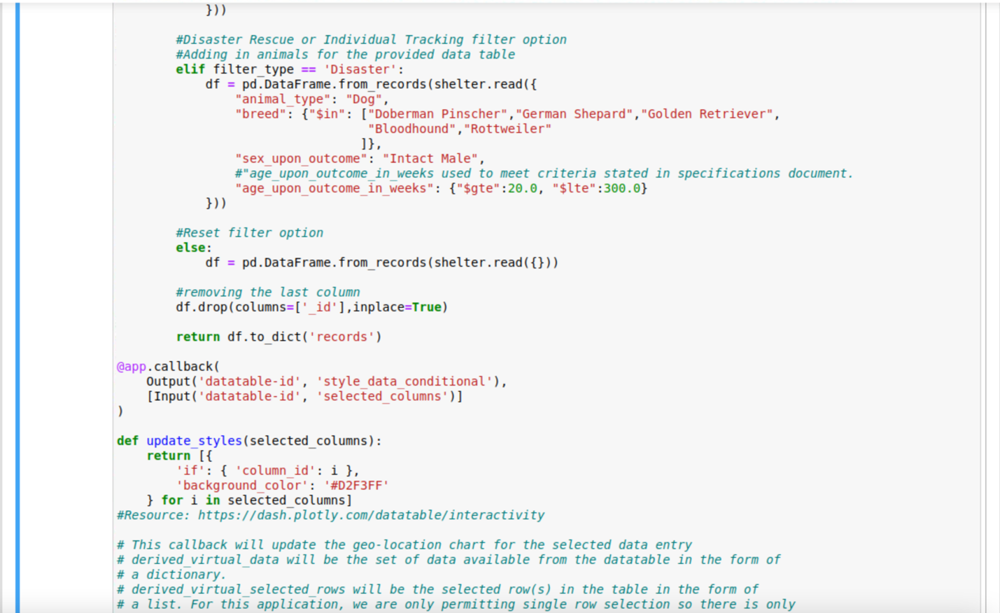 }))
#Disaster Rescue or Individual Tracking filter option
#Adding in animals for the provided data table
elif filter_type == 'Disaster':
df = pd.DataFrame.from_records(shelter.read({
"animal_type": "Dog",
"breed": {"$in": ["Doberman Pinscher","German Shepard","Golden Retriever",
"Bloodhound","Rottweiler"
]},
"sex_upon_outcome": "Intact Male",
#"age_upon_outcome_in_weeks used to meet criteria stated in specifications document.
"age_upon_outcome_in_weeks": {"$gte":20.0, "$lte":300.0}
}))
#Reset filter option
else:
df = pd.DataFrame.from_records(shelter.read({}))
#removing the last column
df.drop(columns=['_id'],inplace=True)
return df.to_dict('records')
@app.callback(
Output('datatable-id', 'style_data_conditional'),
[Input('datatable-id', 'selected_columns')]
)
def update_styles(selected_columns):
return [{
'if': { 'column_id': i },
'background_color': '#D2F3FF'
} for i in selected_columns]
#Resource: https://dash.plotly.com/datatable/interactivity
# This callback will update the geo-location chart for the selected data entry
# derived_virtual_data will be the set of data available from the datatable in the form of
# a dictionary.
# derived_virtual_selected_rows will be the selected row(s) in the table in the form of
# a list. For this application, we are only permitting single row selection so there is only